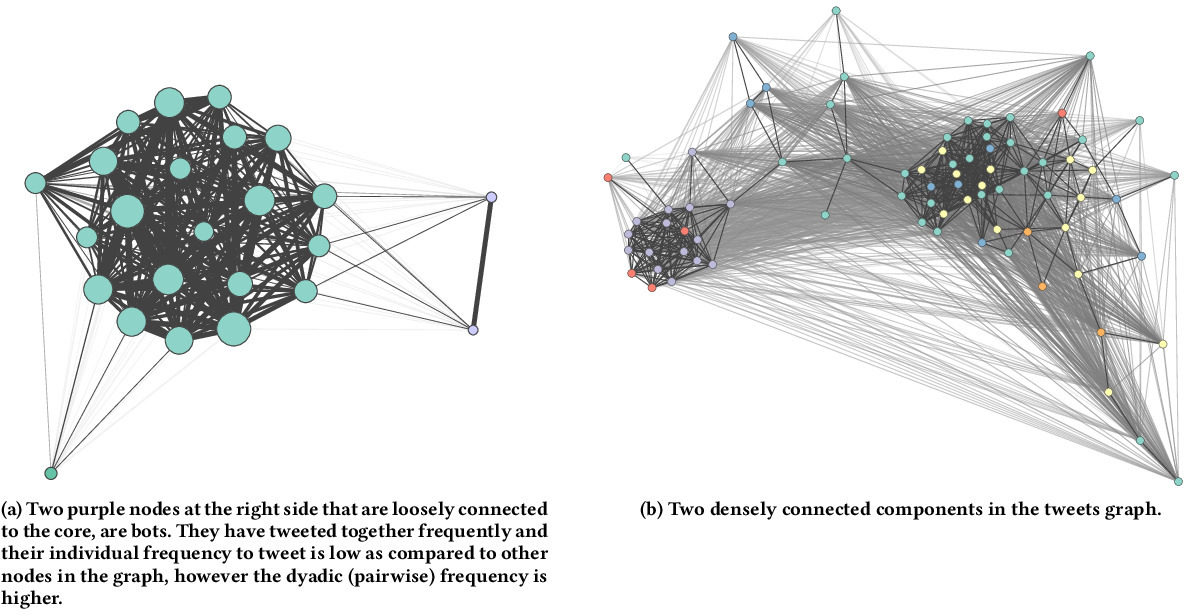 (a) Two purple nodes at the right side that are loosely connected
to the core, are bots. They have tweeted together frequently and
their individual frequency to tweet is low as compared to other
nodes in the graph, however the dyadic (pairwise) frequency is
higher.
(b) Two densely connected components in the tweets graph.